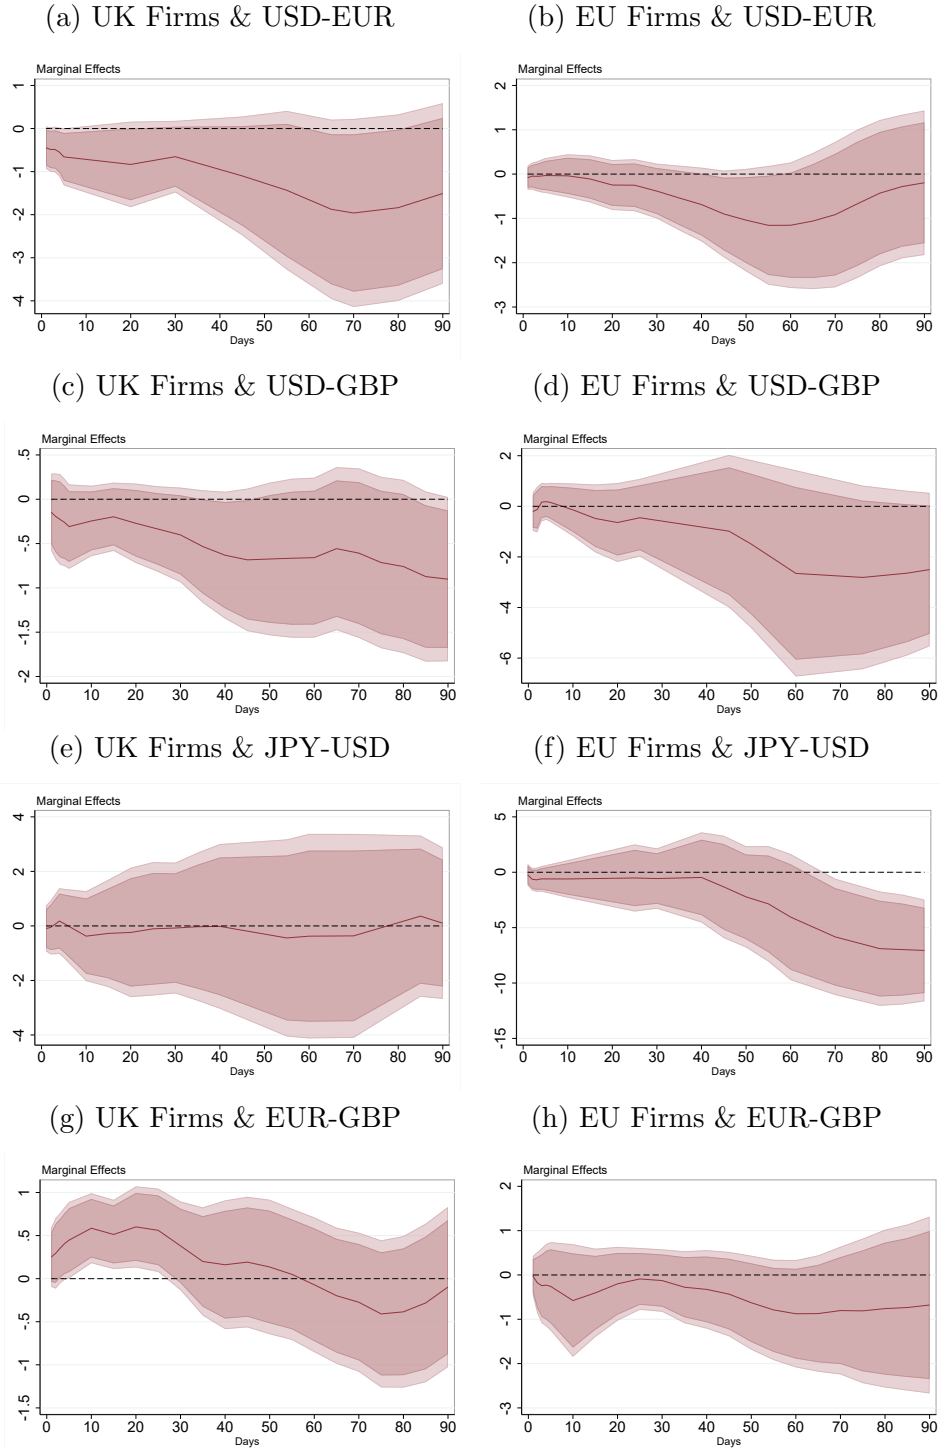 (a) UK Firms & USD-EUR
(b) EU Firms & USD-EUR
Marginal Effects
1
0
-1
-2
-3
-4
0 10 20 30 40 50 60 70 80 90
Days
Marginal Effects
2
1
0
-1
-2
-3
0 10 20 30 40 50 60 70 80 90
Days
(c) UK Firms & USD-GBP
(d) EU Firms & USD-GBP
Marginal Effects
.5
0
-.5
-1
-1.5
-2
0 10 20 30 40 50 60 70 80 90
Days
Marginal Effects
2
0
-2
-4
-6
0 10 20 30 40 50 60 70 80 90
Days
(e) UK Firms & JPY-USD
(f) EU Firms & JPY-USD
Marginal Effects
4
2
0
-2
-4
0 10 20 30 40 50 60 70 80 90
Days
Marginal Effects
5
0
-5
-10
-15
0 10 20 30 40 50 60 70 80 90
Days
(g) UK Firms & EUR-GBP
(h) EU Firms & EUR-GBP
Marginal Effects
1
.5
0
-.5
-1
-1.5
0 10 20 30 40 50 60 70 80 90
Days
Marginal Effects
2
1
0
-1
-2
-3
0 10 20 30 40 50 60 70 80 90
Days